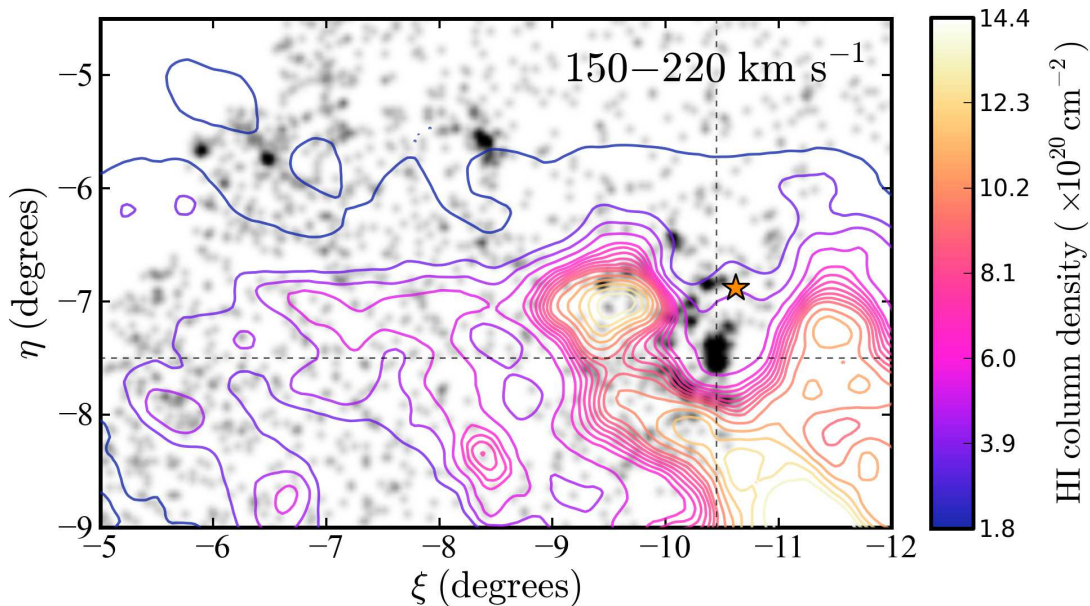 150−220 km s⁻¹
η (degrees)
−5
−6
−7
−8
−9
−5 −6 −7 −8 −9 −10 −11 −12
ξ (degrees)
14.4
12.3
10.2
8.1
6.0
3.9
1.8
HI column density ( ×10²⁰ cm⁻²)